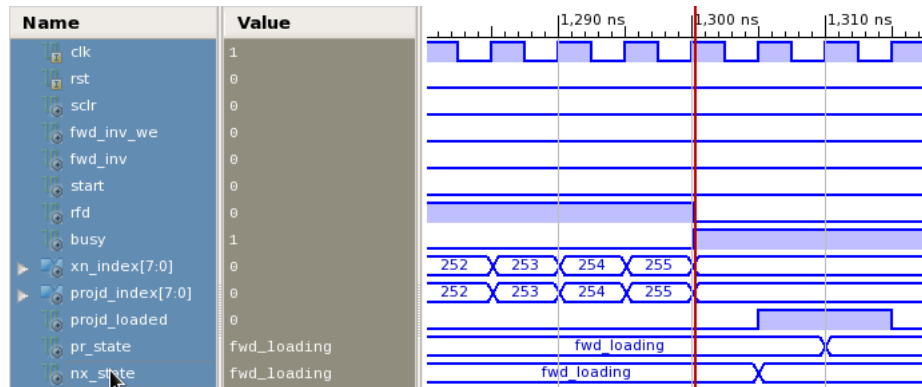 Name Value 1,290 ns 1,300 ns 1,310 ns
clk 1
rst 0
sclr 0
fwd_inv_we 0
fwd_inv 0
start 0
rfd 0
busy 1
xn_index[7:0] 0 252 253 254 255
projd_index[7:0] 0 252 253 254 255
projd_loaded 0
pr_state fwd_loading fwd_loading
nx_state fwd_loading fwd_loading